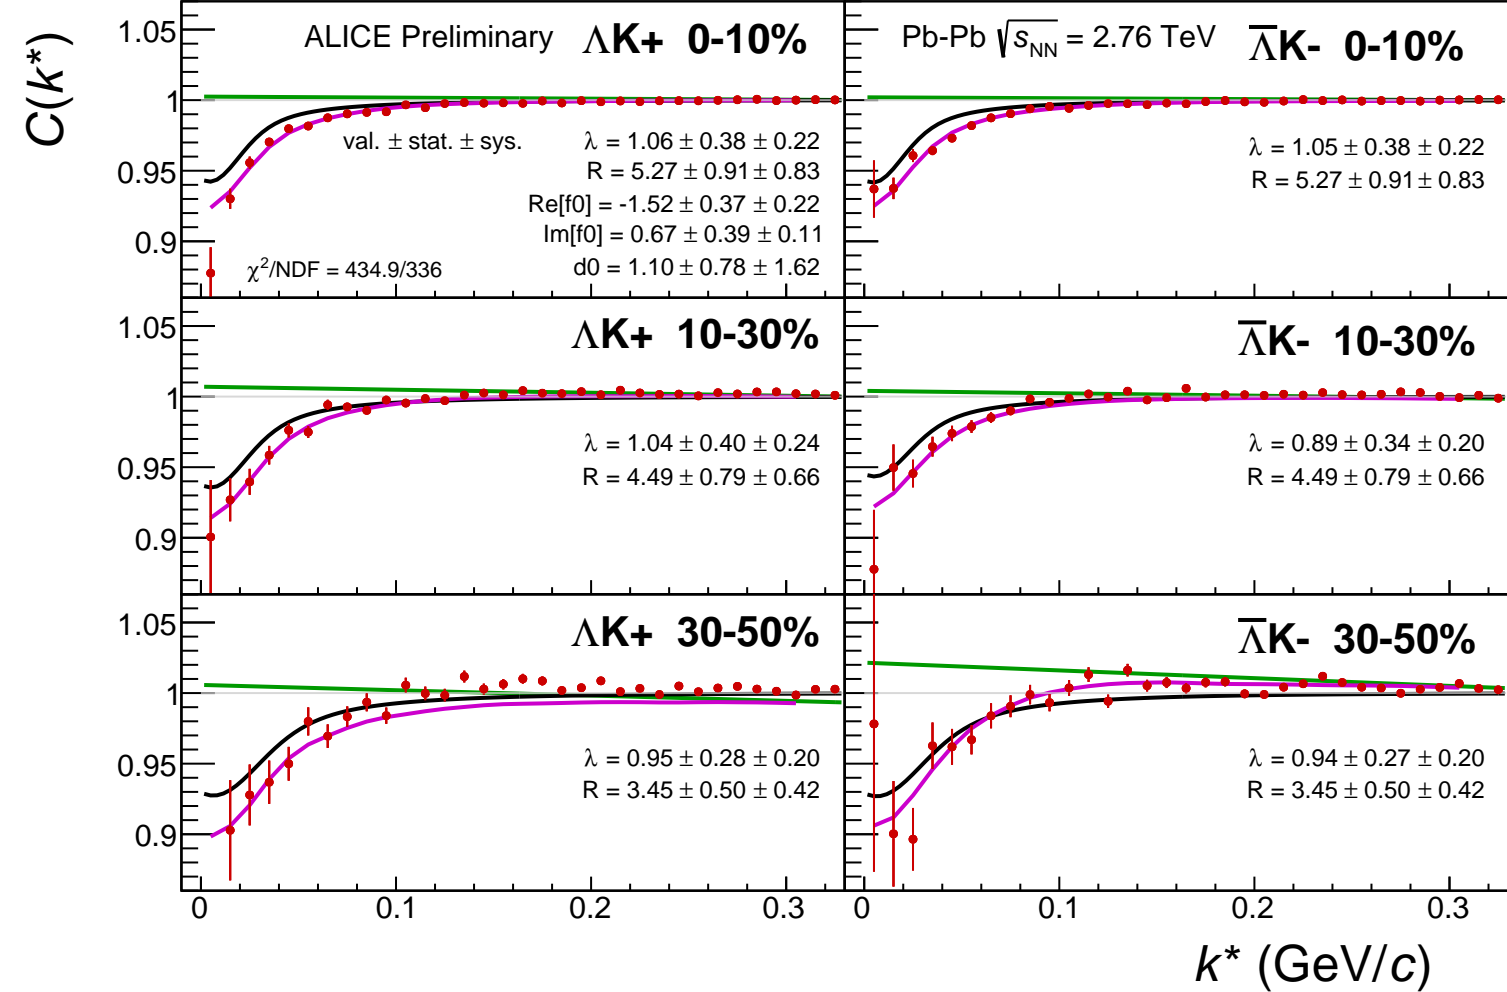 C(k*)
ALICE Preliminary ΛK+ 0-10%
1.05
1
0.95
0.9
val. ± stat. ± sys.
λ = 1.06 ± 0.38 ± 0.22
R = 5.27 ± 0.91 ± 0.83
Re[f0] = -1.52 ± 0.37 ± 0.22
Im[f0] = 0.67 ± 0.39 ± 0.11
d0 = 1.10 ± 0.78 ± 1.62
χ²/NDF = 434.9/336
Pb-Pb √s_NN = 2.76 TeV Λ̅K- 0-10%
λ = 1.05 ± 0.38 ± 0.22
R = 5.27 ± 0.91 ± 0.83
ΛK+ 10-30%
1.05
1
0.95
0.9
λ = 1.04 ± 0.40 ± 0.24
R = 4.49 ± 0.79 ± 0.66
Λ̅K- 10-30%
λ = 0.89 ± 0.34 ± 0.20
R = 4.49 ± 0.79 ± 0.66
ΛK+ 30-50%
1.05
1
0.95
0.9
λ = 0.95 ± 0.28 ± 0.20
R = 3.45 ± 0.50 ± 0.42
Λ̅K- 30-50%
λ = 0.94 ± 0.27 ± 0.20
R = 3.45 ± 0.50 ± 0.42
0 0.1 0.2 0.3
0 0.1 0.2 0.3
k* (GeV/c)